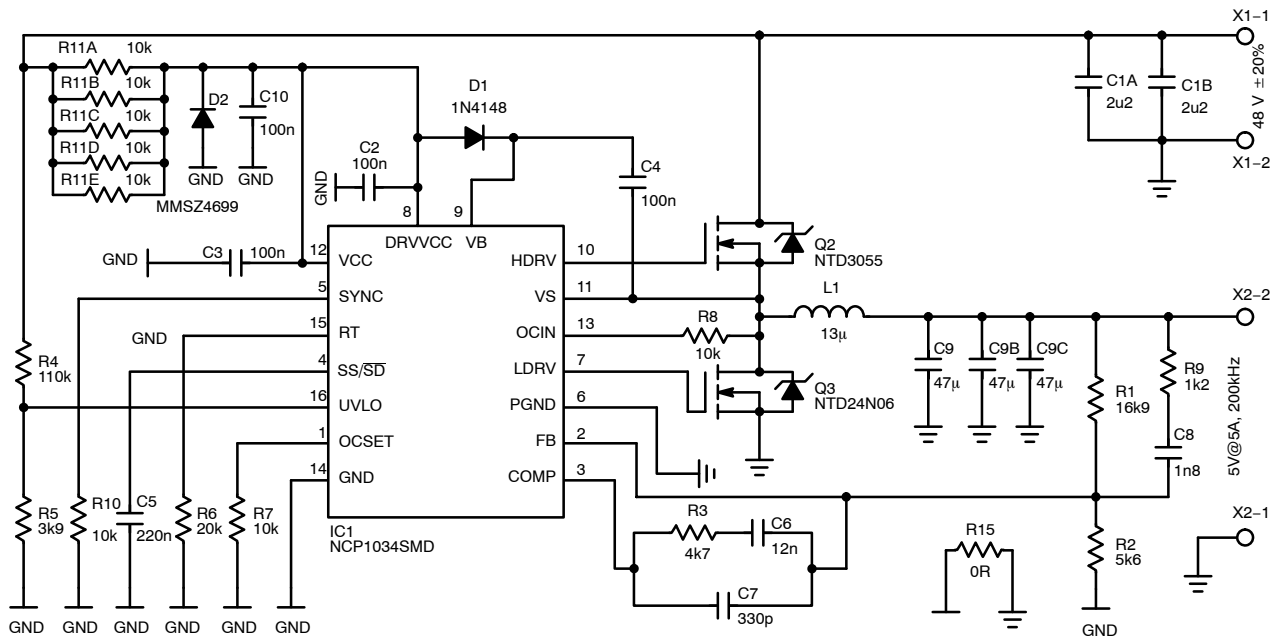 X1-1
R11A 10k
R11B 10k
R11C 10k
R11D 10k
R11E 10k
D2
C10
100n
GND
GND
MMSZ4699
D1
1N4148
C2
100n
GND
C4
100n
C1A
2u2
C1B
2u2
48 V ±20%
X1-2
8
9
DRVVCC
VB
GND
C3
100n
12
VCC
5
SYNC
GND
15
RT
4
SS/SD
16
UVLO
1
OCSET
14
GND
HDRV
10
VS
11
OCIN
13
LDRV
7
PGND
6
FB
2
COMP
3
IC1
NCP1034SMD
Q2
NTD3055
L1
13µ
X2-2
R8
10k
Q3
NTD24N06
C9
47µ
C9B
47µ
C9C
47µ
R1
16k9
R9
1k2
C8
1n8
5V@5A, 200kHz
R4
110k
R5
3k9
R10
10k
C5
220n
R6
20k
R7
10k
R3
4k7
C6
12n
C7
330p
R15
0R
R2
5k6
X2-1
GND
GND
GND
GND
GND
GND
GND